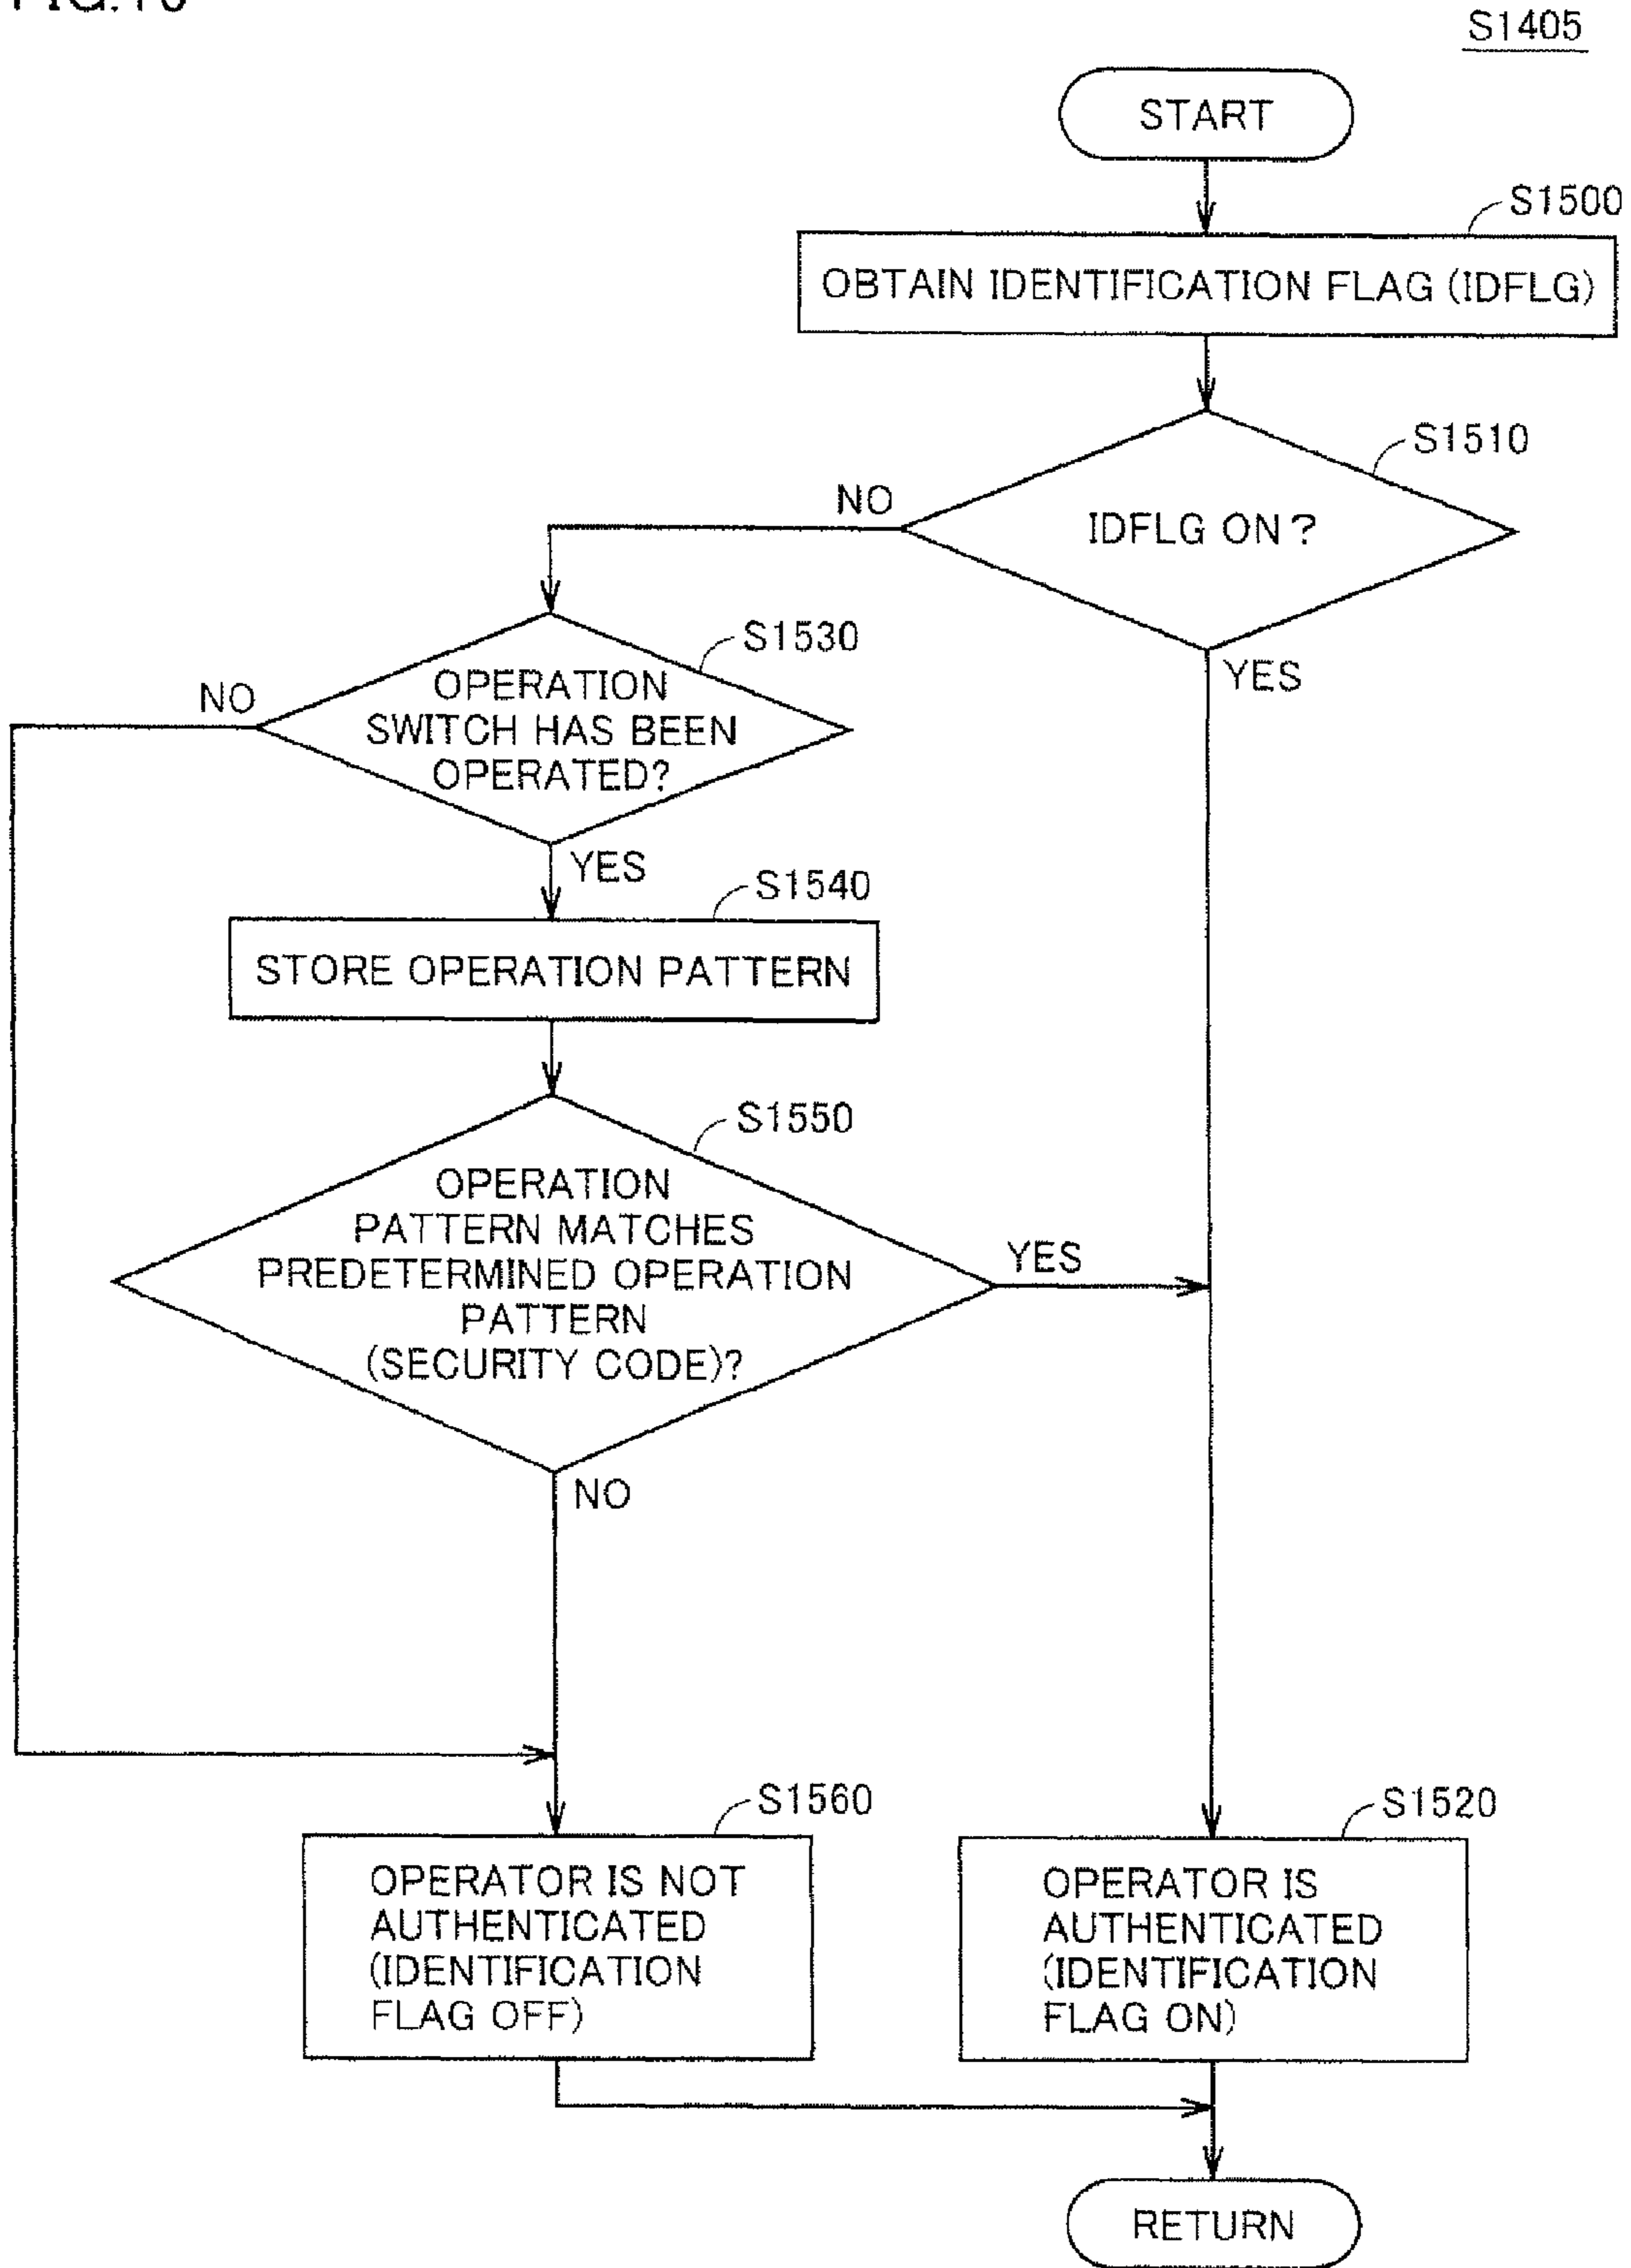 S1405
START
S1500
OBTAIN IDENTIFICATION FLAG (IDFLG)
S1510
IDFLG ON?
NO
YES
S1530
OPERATION
SWITCH HAS BEEN
OPERATED?
NO
YES
S1540
STORE OPERATION PATTERN
S1550
OPERATION
PATTERN MATCHES
PREDETERMINED OPERATION
PATTERN
(SECURITY CODE)?
YES
NO
S1560
OPERATOR IS NOT
AUTHENTICATED
(IDENTIFICATION
FLAG OFF)
S1520
OPERATOR IS
AUTHENTICATED
(IDENTIFICATION
FLAG ON)
RETURN